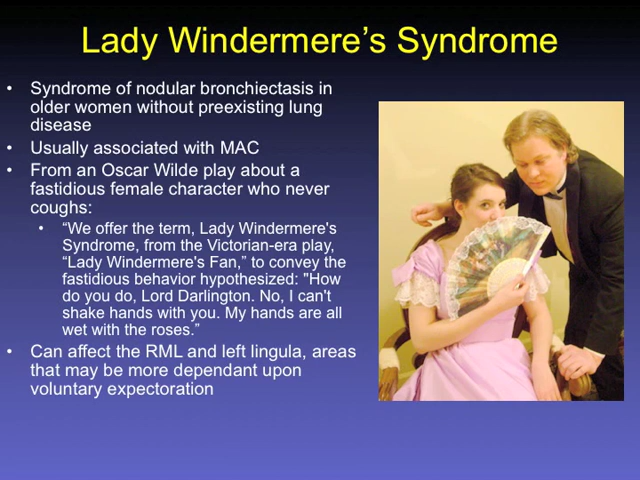 Lady Windermere’s Syndrome
• Syndrome of nodular bronchiectasis in
older women without preexisting lung
disease
• Usually associated with MAC
• From an Oscar Wilde play about a
fastidious female character who never
coughs:
• “We offer the term, Lady Windermere's
Syndrome, from the Victorian-era play,
“Lady Windermere's Fan,” to convey the
fastidious behavior hypothesized: "How
do you do, Lord Darlington. No, I can't
shake hands with you. My hands are all
wet with the roses.”
• Can affect the RML and left lingula, areas
that may be more dependant upon
voluntary expectoration